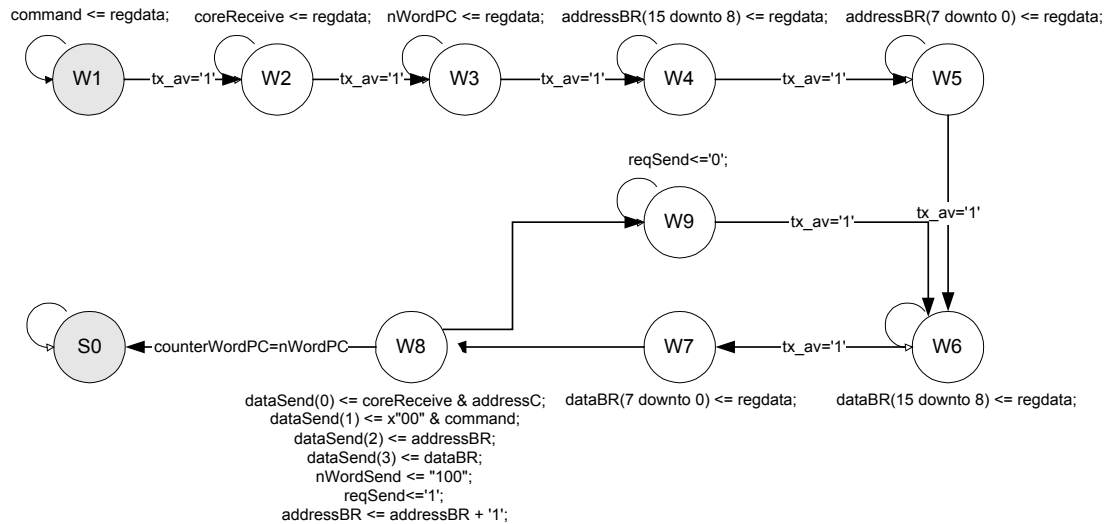 command <= regdata;
coreReceive <= regdata;
nWordPC <= regdata;
addressBR(15 downto 8) <= regdata;
addressBR(7 downto 0) <= regdata;
W1
tx_av='1'
W2
tx_av='1'
W3
tx_av='1'
W4
tx_av='1'
W5
reqSend<='0';
W9
tx_av='1'
tx_av='1'
S0
counterWordPC=nWordPC
W8
W7
tx_av='1'
W6
dataSend(0) <= coreReceive & addressC;
dataSend(1) <= x"00" & command;
dataSend(2) <= addressBR;
dataSend(3) <= dataBR;
nWordSend <= "100";
reqSend<='1';
addressBR <= addressBR + '1';
dataBR(7 downto 0) <= regdata;
dataBR(15 downto 8) <= regdata;